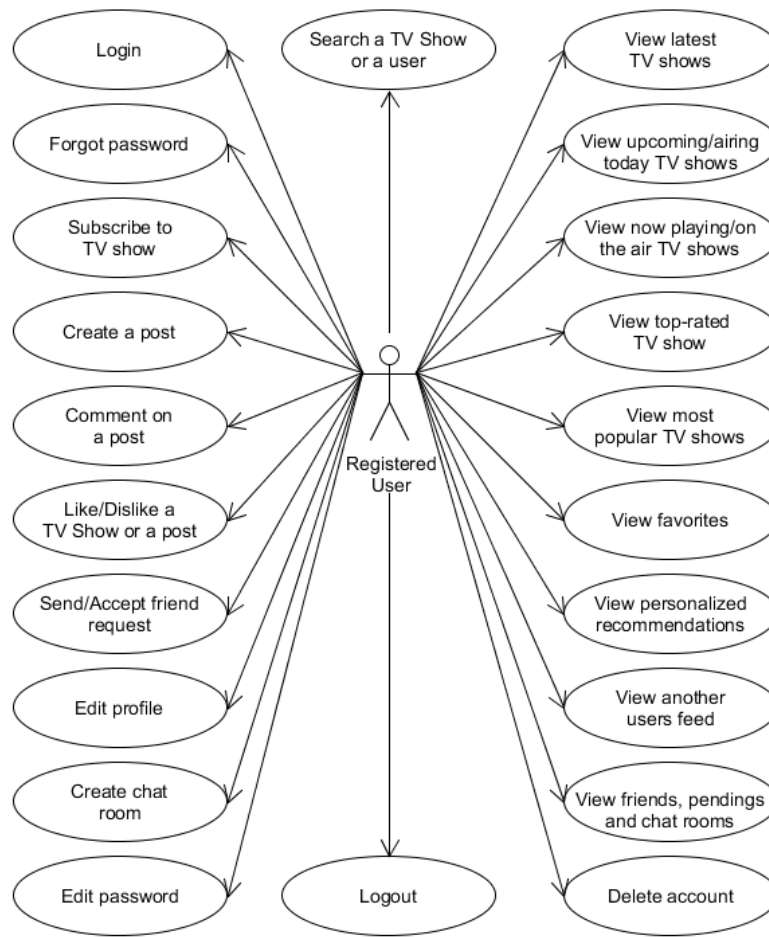 Login
Forgot password
Subscribe to
TV show
Create a post
Comment on
a post
Like/Dislike a
TV Show or a post
Send/Accept friend
request
Edit profile
Create chat
room
Edit password
Search a TV Show
or a user
Registered
User
Logout
View latest
TV shows
View upcoming/airing
today TV shows
View now playing/on
the air TV shows
View top-rated
TV show
View most
popular TV shows
View favorites
View personalized
recommendations
View another
users feed
View friends, pendings
and chat rooms
Delete account